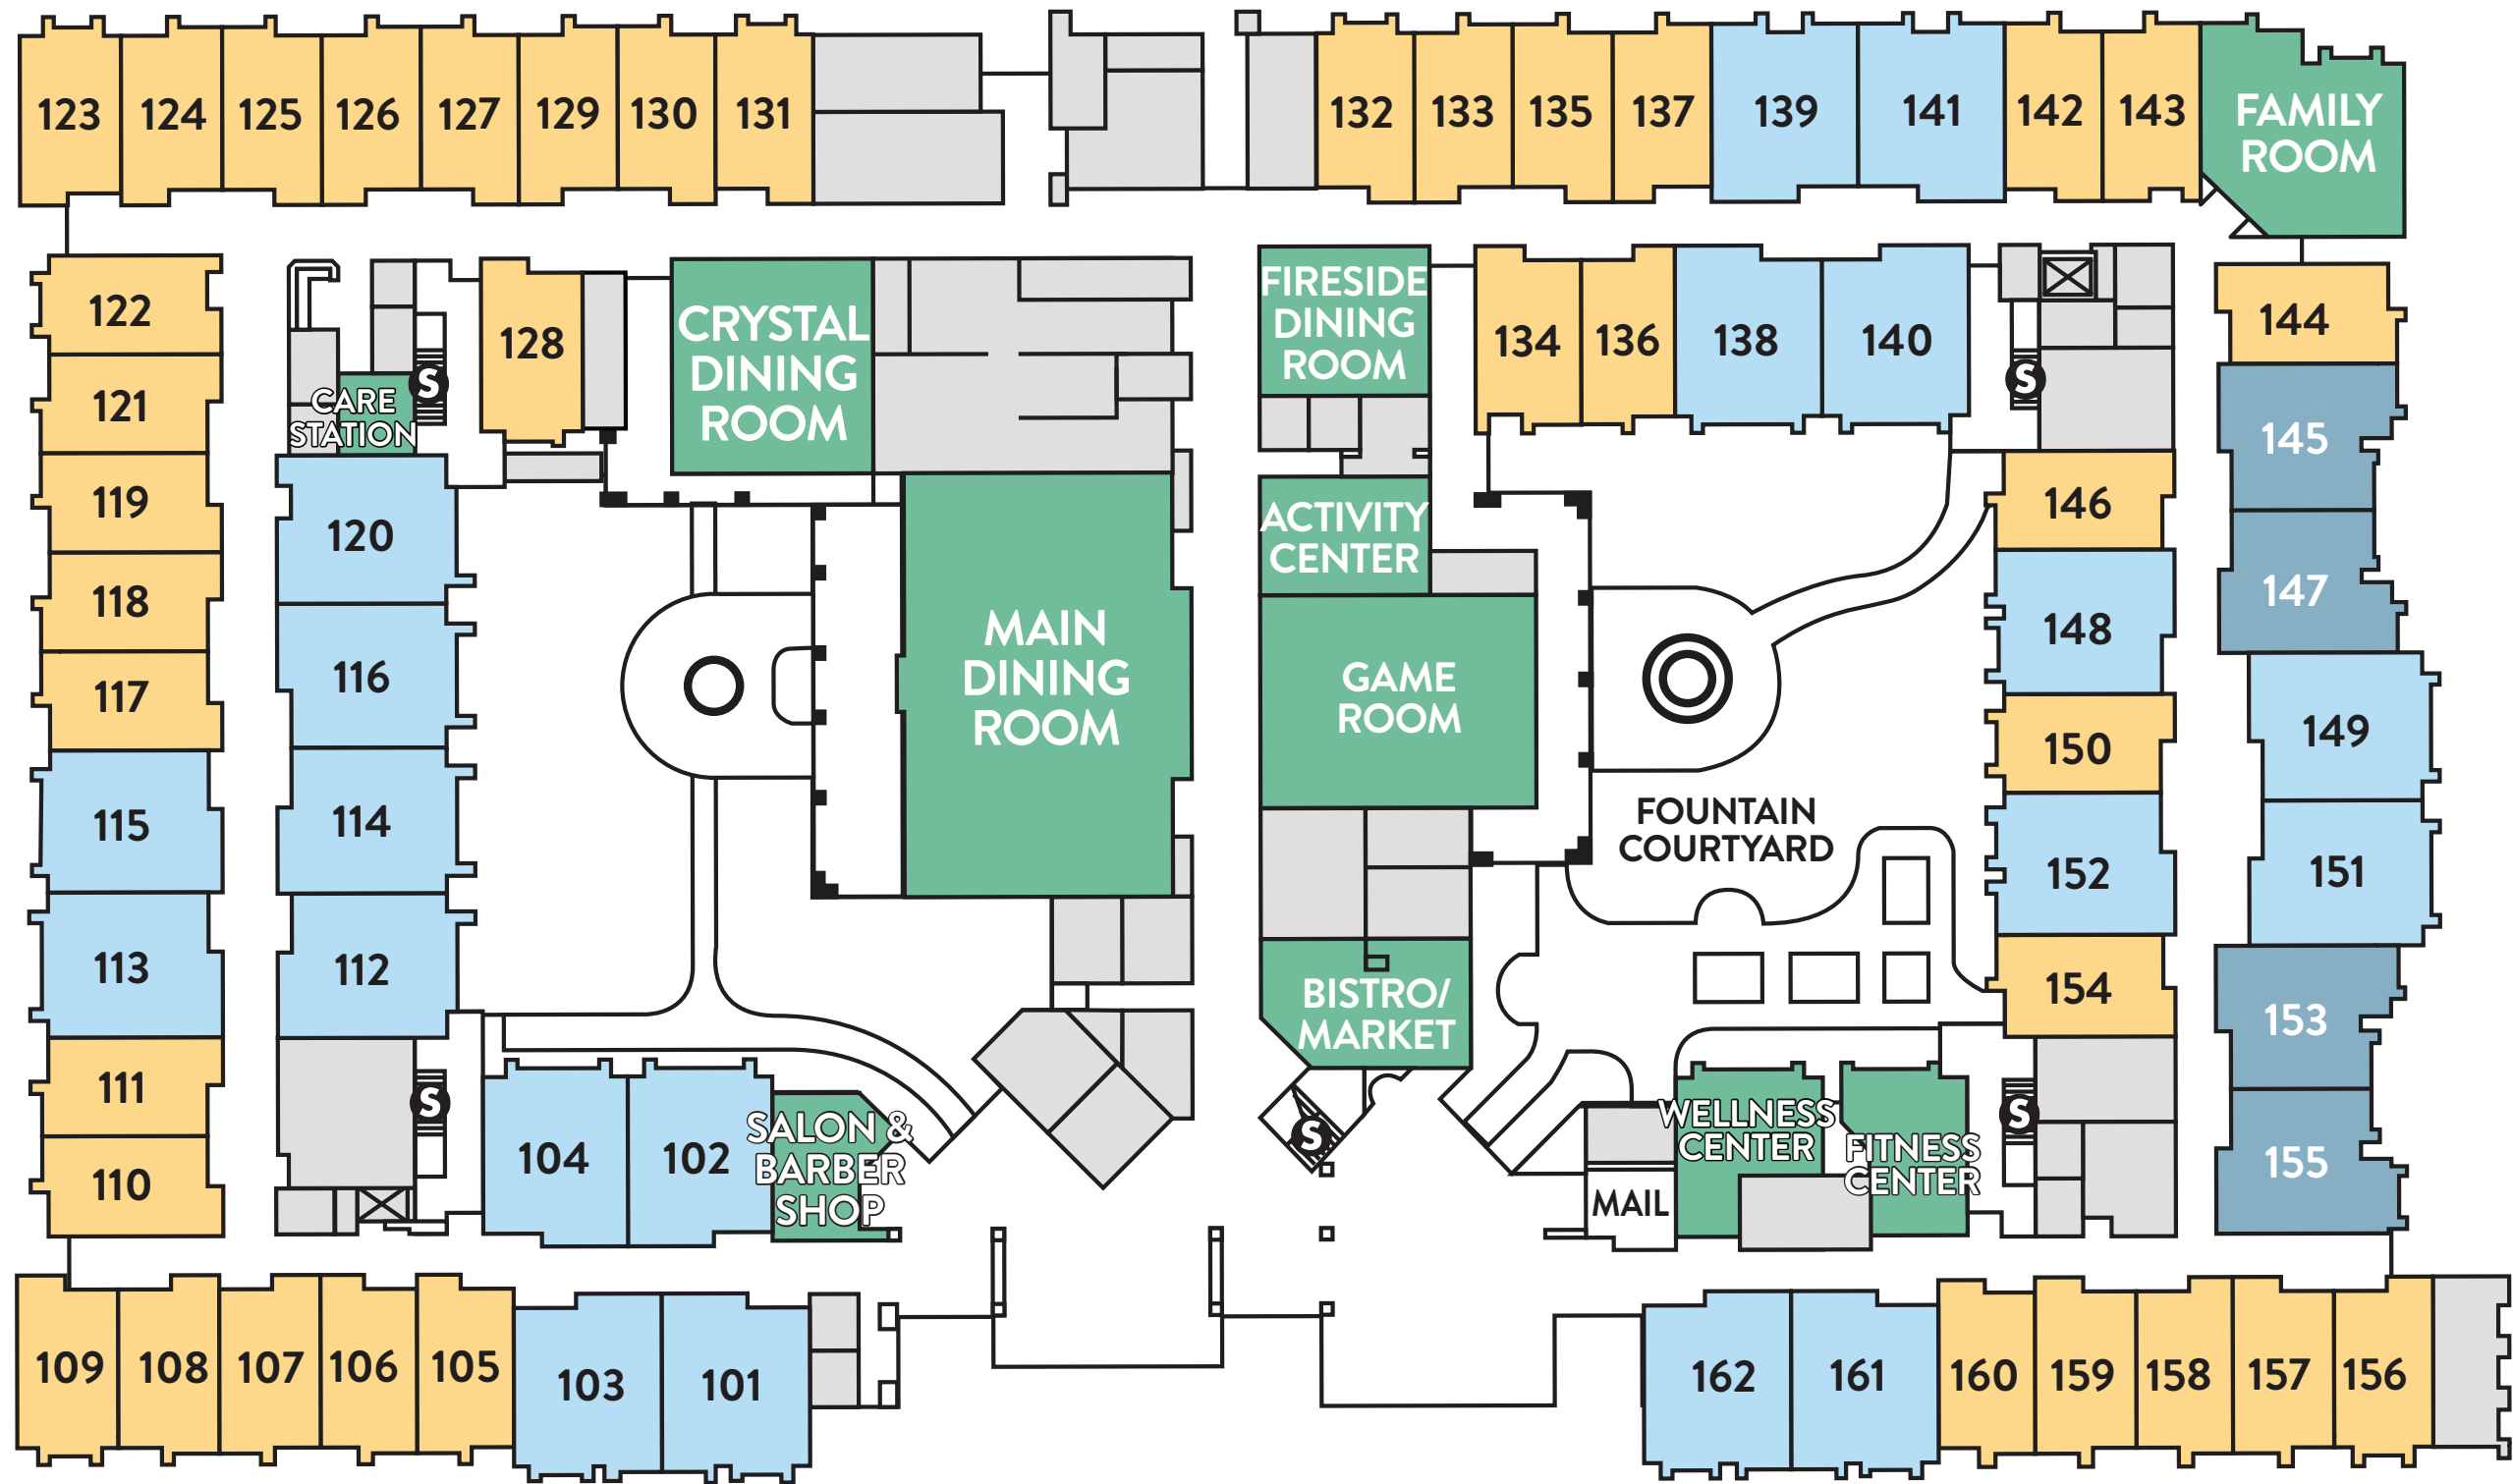 123 124 125 126 127 129 130 131
132 133 135 137 139 141 142 143
FAMILY
ROOM
122
121
119
118
117
115
113
111
110
CARE
STATION
S
128
CRYSTAL
DINING
ROOM
120
116
114
112
S
104 102
SALON &
BARBER
SHOP
MAIN
DINING
ROOM
FIRESIDE
DINING
ROOM
ACTIVITY
CENTER
GAME
ROOM
BISTRO/
MARKET
S
134 136 138 140
S
FOUNTAIN
COURTYARD
WELLNESS
CENTER
FITNESS
CENTER
MAIL
S
146
148
150
152
154
144
145
147
149
151
153
155
109 108 107 106 105 103 101
162 161 160 159 158 157 156